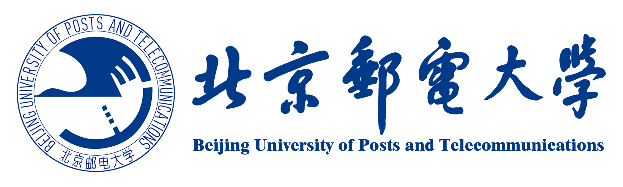 BEIJING UNIVERSITY OF POSTS AND TELECOMMUNICATIONS
北京邮电大学
北京郵電大學
Beijing University of Posts and Telecommunications